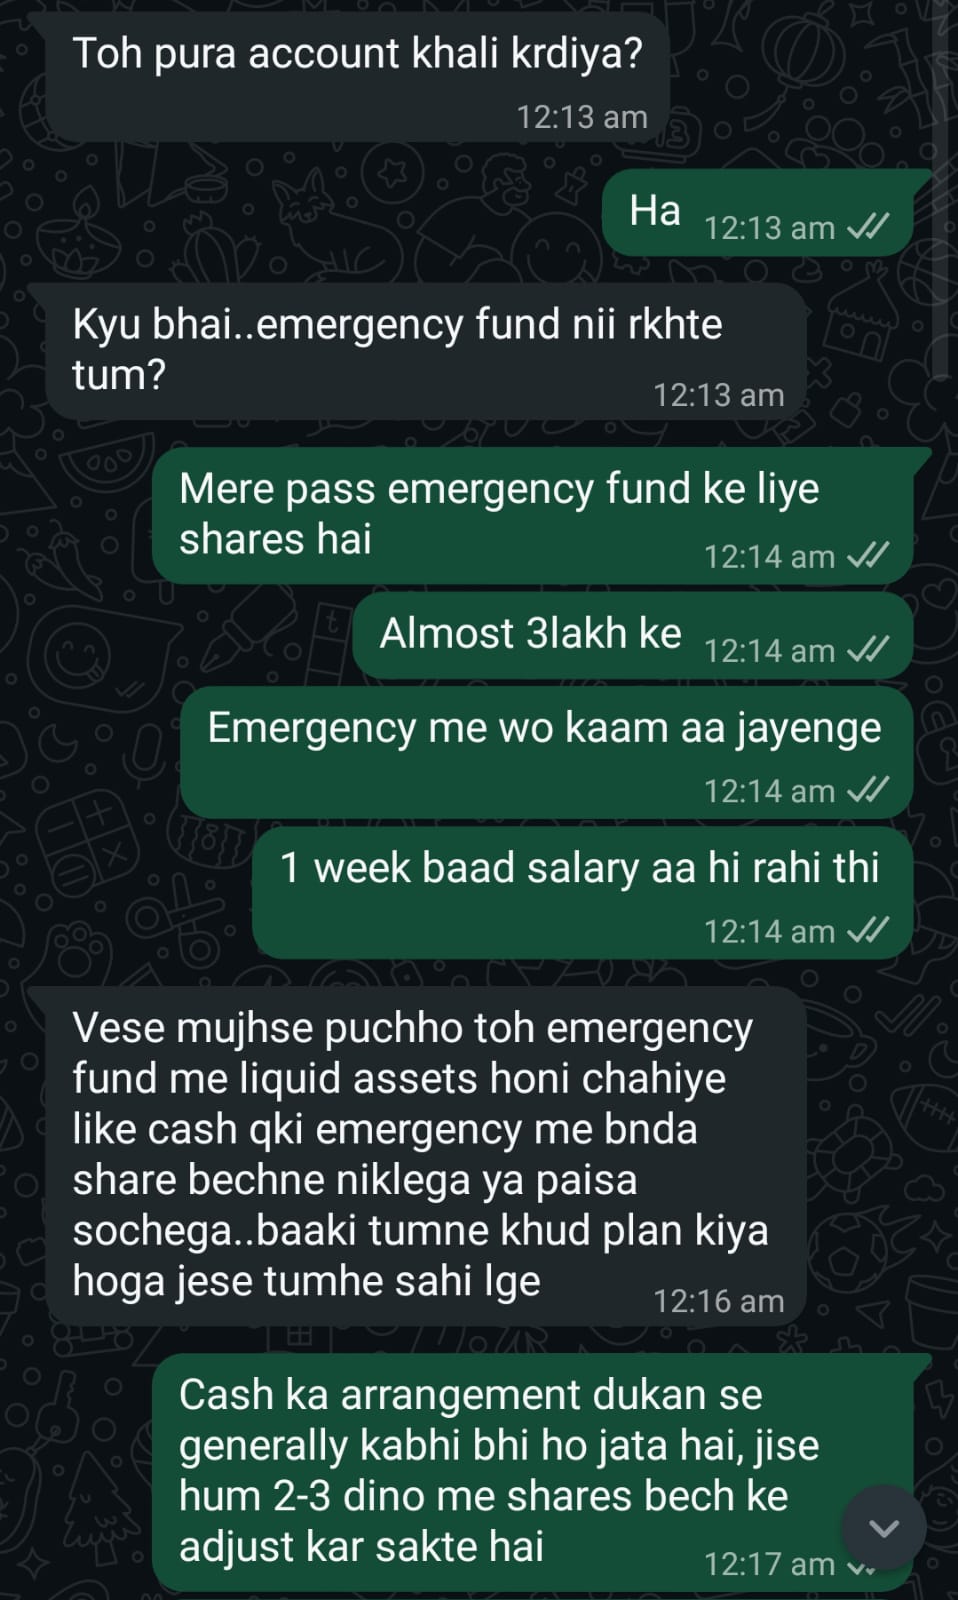 Toh pura account khali krdiya?
12:13 am
Ha 12:13 am
Kyu bhai..emergency fund nii rkhte
tum?
12:13 am
Mere pass emergency fund ke liye
shares hai
12:14 am
Almost 3lakh ke 12:14 am
Emergency me wo kaam aa jayenge
12:14 am
1 week baad salary aa hi rahi thi
12:14 am
Vese mujhse puchho toh emergency
fund me liquid assets honi chahiye
like cash qki emergency me bnda
share bechne niklega ya paisa
sochega..baaki tumne khud plan kiya
hoga jese tumhe sahi lge
12:16 am
Cash ka arrangement dukan se
generally kabhi bhi ho jata hai, jise
hum 2-3 dino me shares bech ke
adjust kar sakte hai
12:17 am